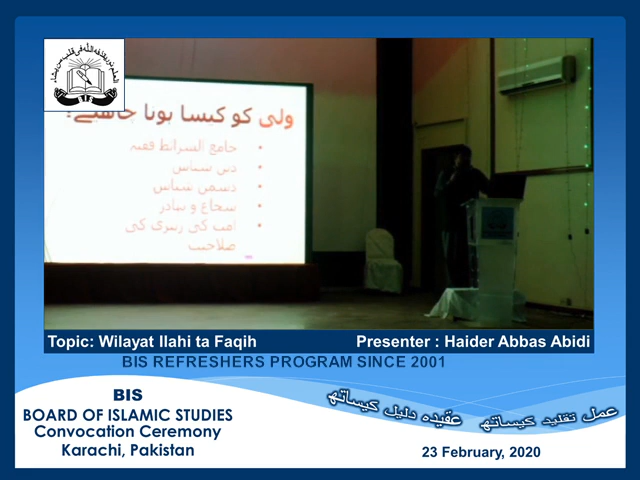 ولی کو کیسا ہونا چاھئے؟
• جامع الشرائط فقیہ
• دین شناس
• دشمن شناس
• شجاع و بہادر
• امت کی رہبری کی
صلاحیت
Topic: Wilayat Ilahi ta Faqih
Presenter : Haider Abbas Abidi
BIS REFRESHERS PROGRAM SINCE 2001
BIS
BOARD OF ISLAMIC STUDIES
Convocation Ceremony
Karachi, Pakistan
عمل تقلید کیساتھ عقیدہ دلیل کیساتھ
23 February, 2020